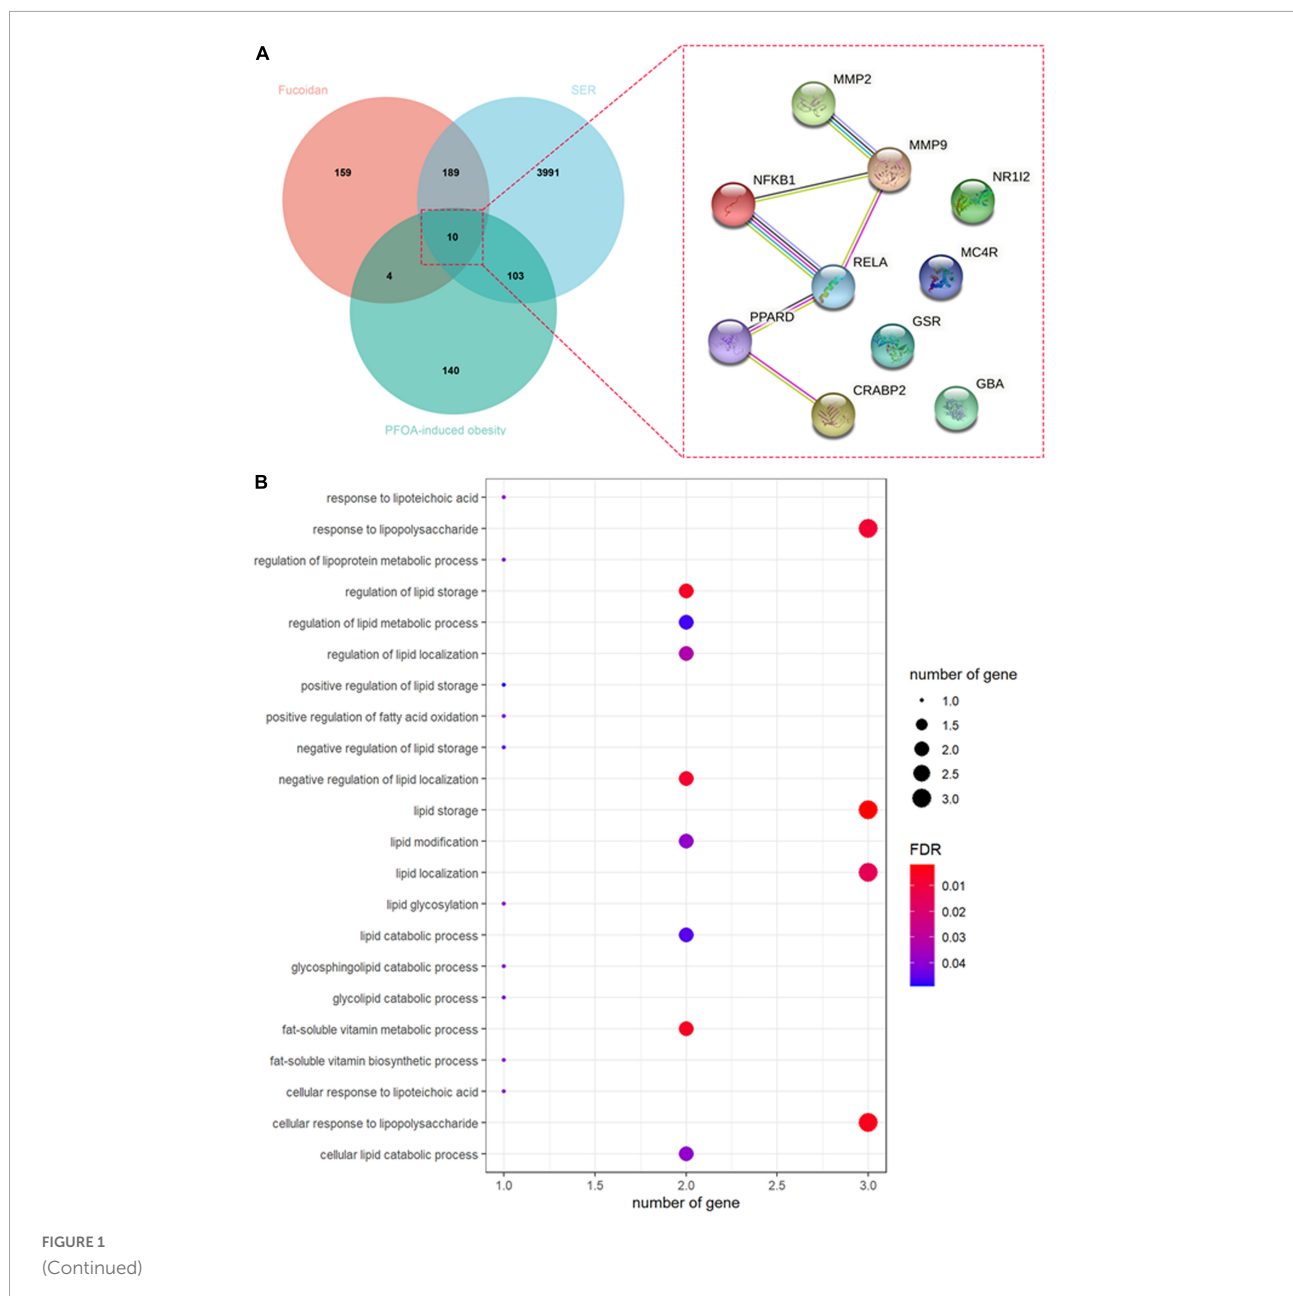 A
Fucoidan
SER
159
189
3991
10
4
103
140
PFOA-induced obesity
MMP2
MMP9
NFKB1
NR1I2
MC4R
RELA
PPARD
GSR
CRABP2
GBA
B
response to lipoteichoic acid
response to lipopolysaccharide
regulation of lipoprotein metabolic process
regulation of lipid storage
regulation of lipid metabolic process
regulation of lipid localization
positive regulation of lipid storage
positive regulation of fatty acid oxidation
negative regulation of lipid storage
negative regulation of lipid localization
lipid storage
lipid modification
lipid localization
lipid glycosylation
lipid catabolic process
glycosphingolipid catabolic process
glycolipid catabolic process
fat-soluble vitamin metabolic process
fat-soluble vitamin biosynthetic process
cellular response to lipoteichoic acid
cellular response to lipopolysaccharide
cellular lipid catabolic process
1.0 1.5 2.0 2.5 3.0
number of gene
number of gene
1.0
1.5
2.0
2.5
3.0
FDR
0.01
0.02
0.03
0.04
FIGURE 1
(Continued)